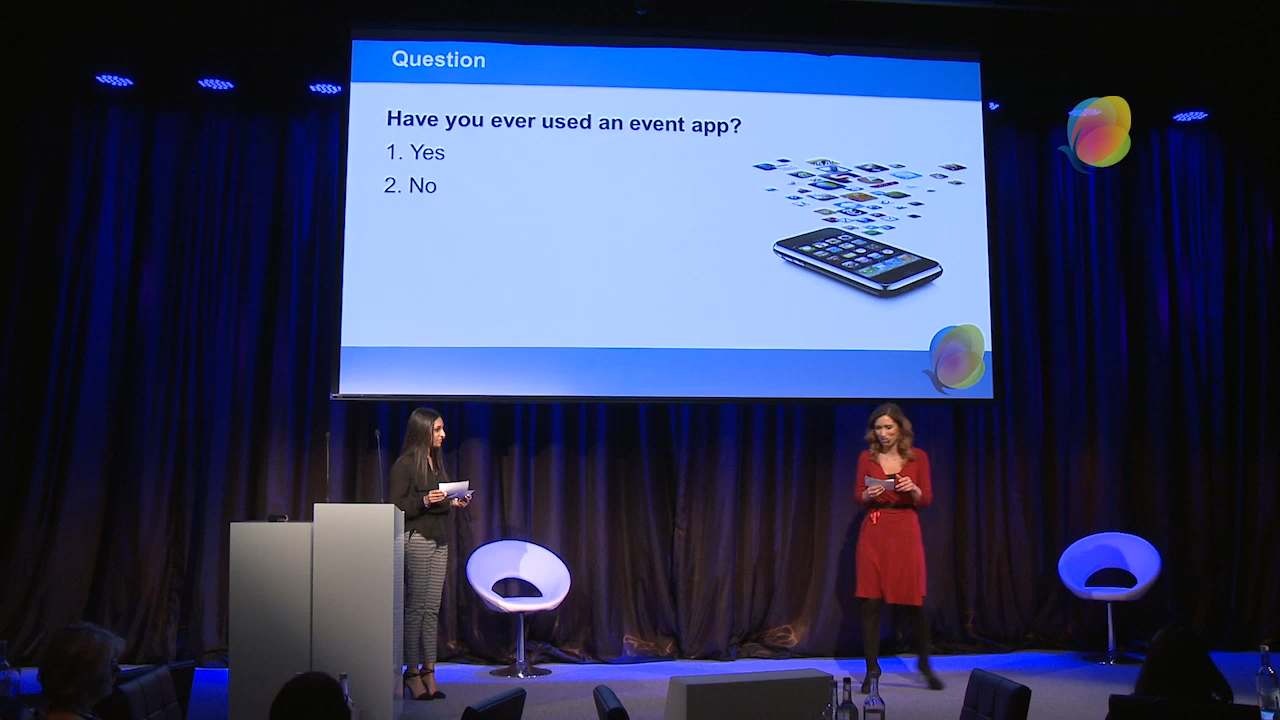 Question
Have you ever used an event app?
1. Yes
2. No